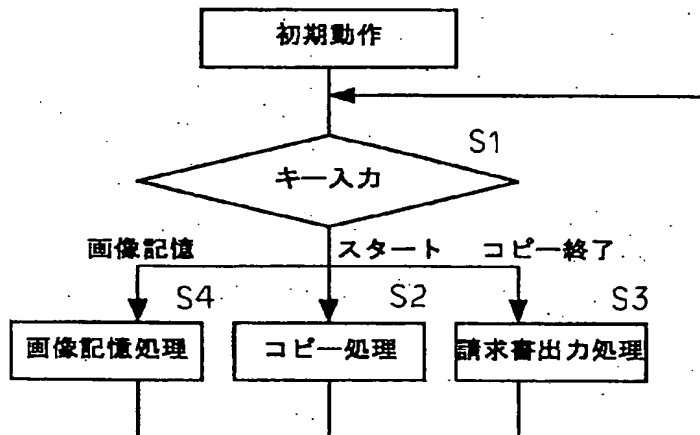 初期動作
S1
キー入力
画像記憶 スタート コピー終了
S4 S2 S3
画像記憶処理 コピー処理 請求書出力処理